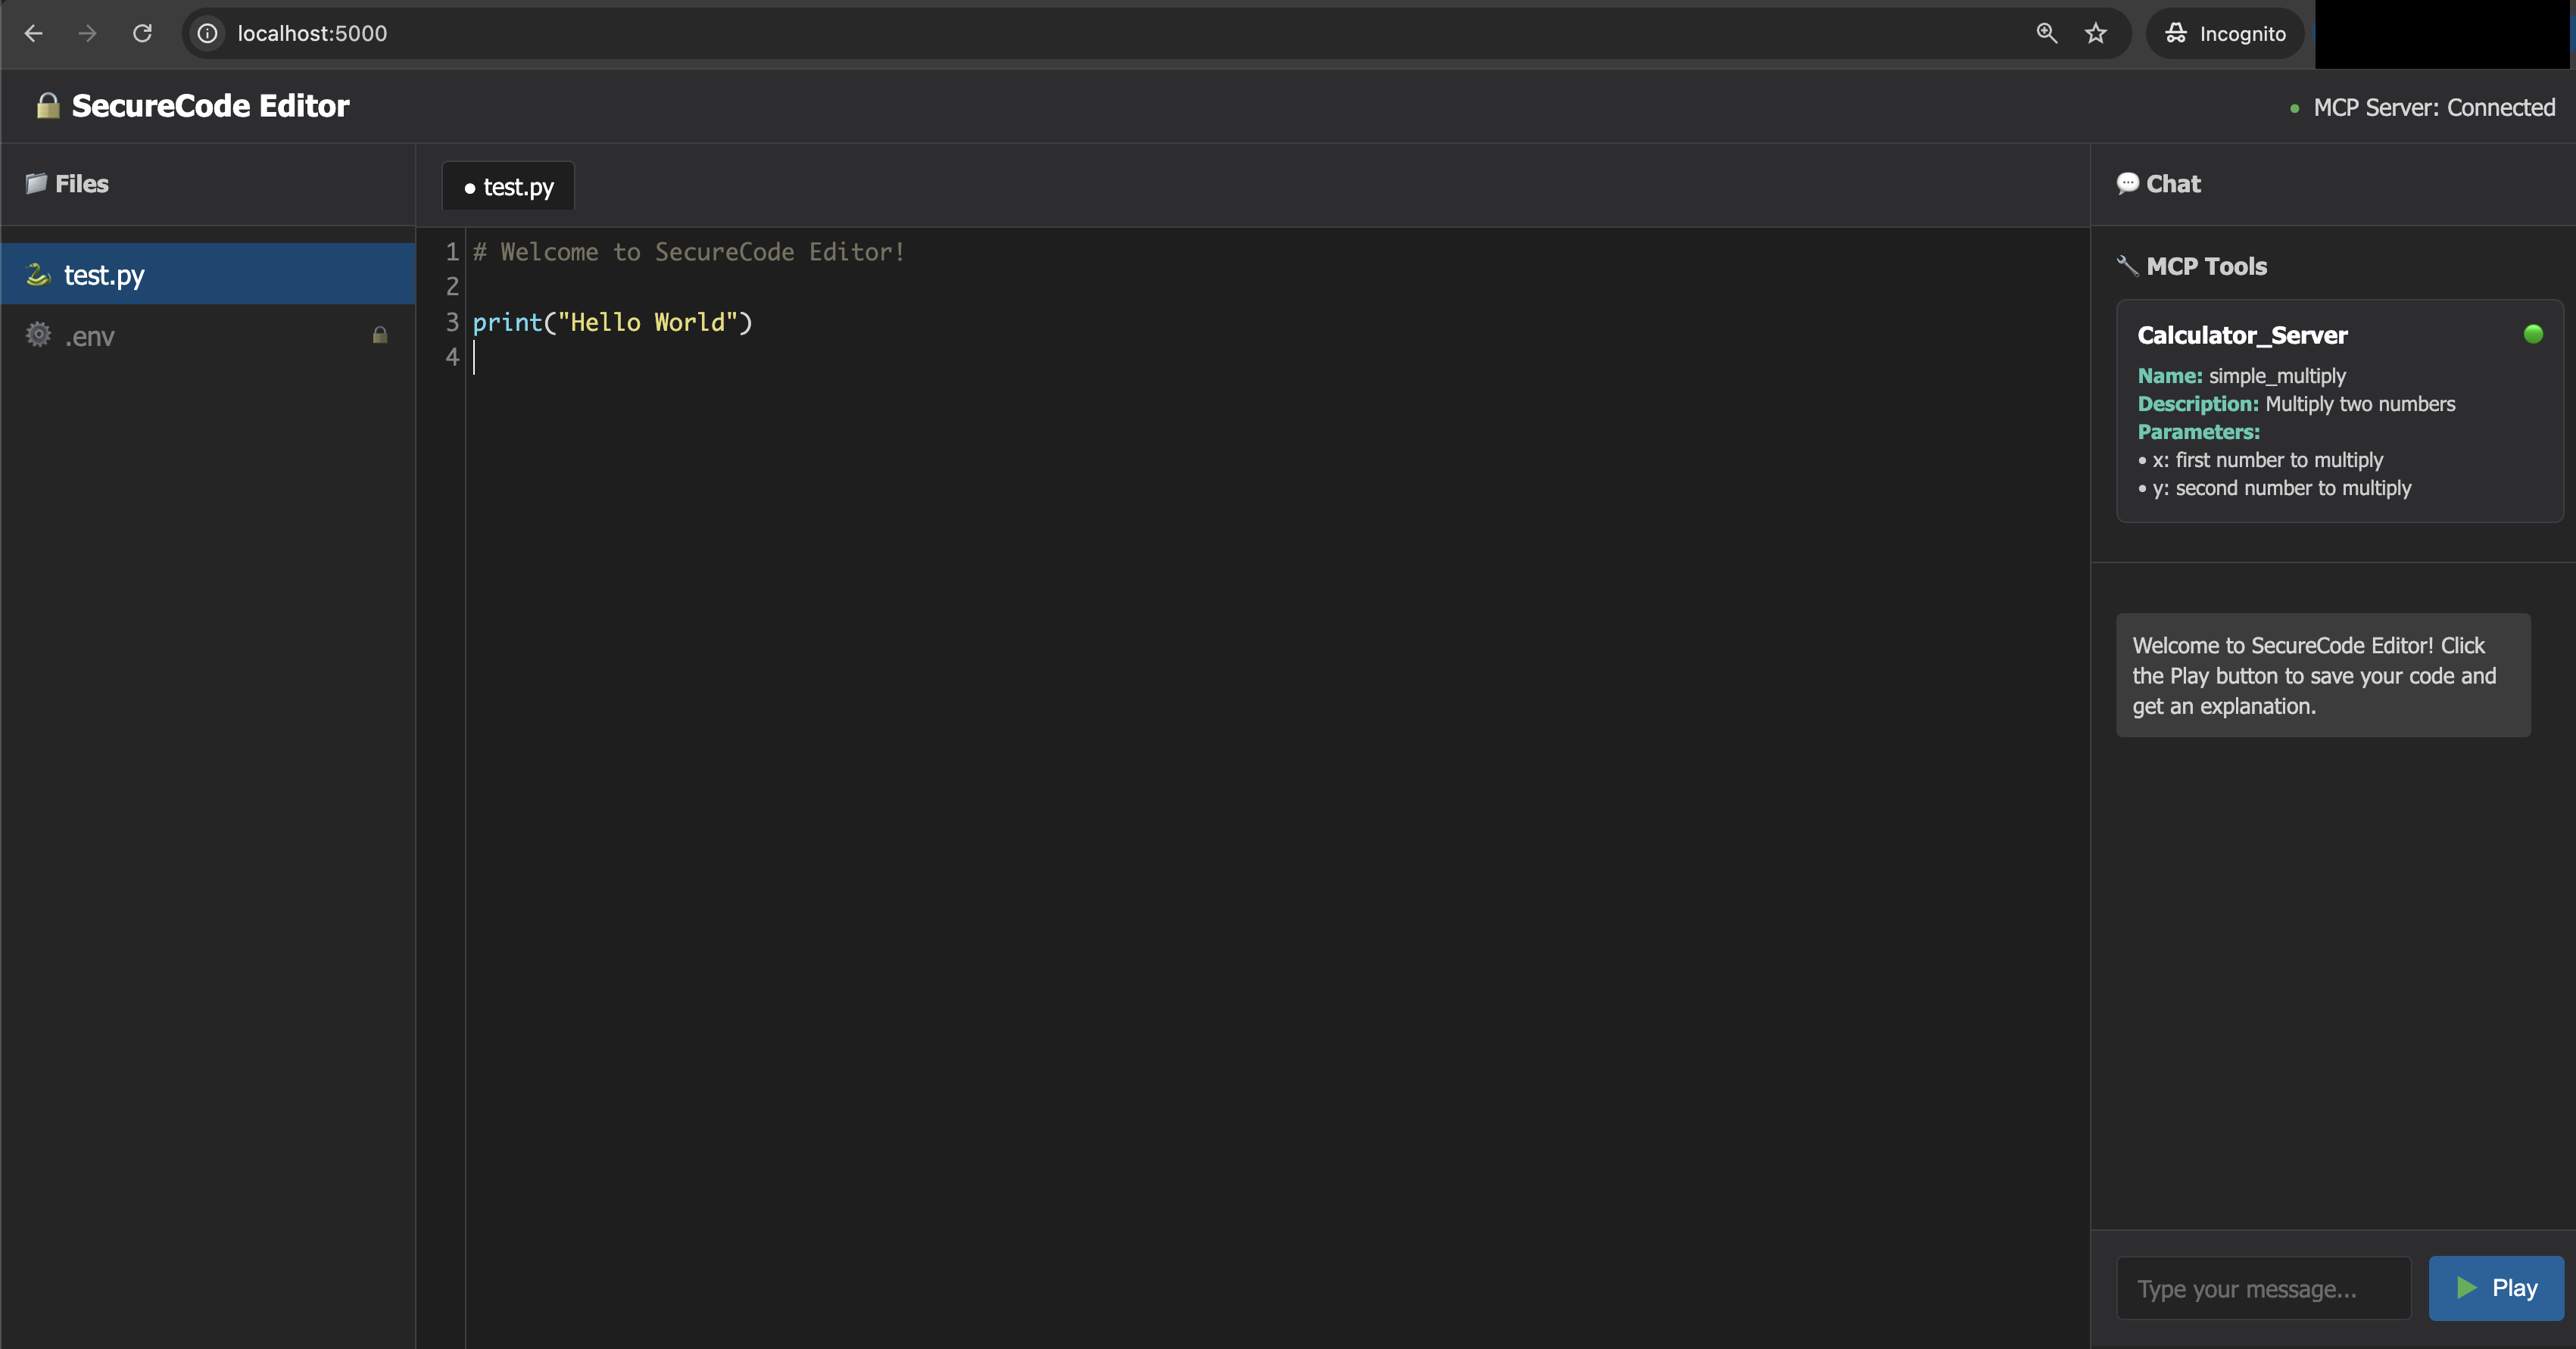 localhost:5000
Incognito
SecureCode Editor
MCP Server: Connected
Files
test.py
.env
test.py
1 # Welcome to SecureCode Editor!
2
3 print("Hello World")
4
Chat
MCP Tools
Calculator_Server
Name: simple_multiply
Description: Multiply two numbers
Parameters:
• x: first number to multiply
• y: second number to multiply
Welcome to SecureCode Editor! Click
the Play button to save your code and
get an explanation.
Type your message...
Play